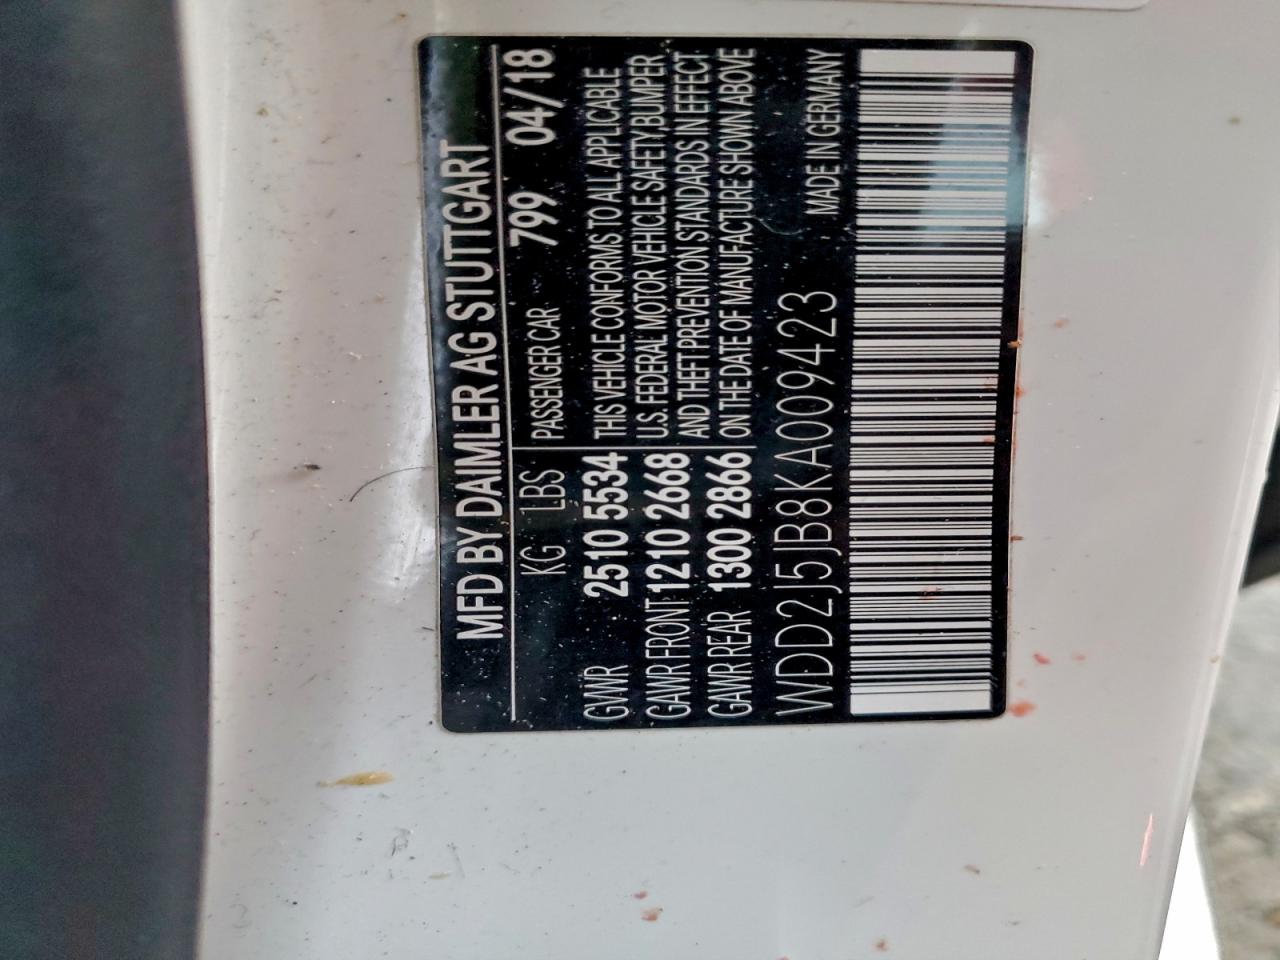 MFD BY DAIMLER AG STUTTGART
KG LBS PASSENGER CAR 799 04/18
GVWR 2510 5534 THIS VEHICLE CONFORMS TO ALL APPLICABLE
GAWR FRONT 1210 2668 U.S. FEDERAL MOTOR VEHICLE SAFETY,BUMPER
GAWR REAR 1300 2866 AND THEFT PREVENTION STANDARDS IN EFFECT
ON THE DATE OF MANUFACTURE SHOWN ABOVE
WDD2J5JB8KA009423 MADE IN GERMANY